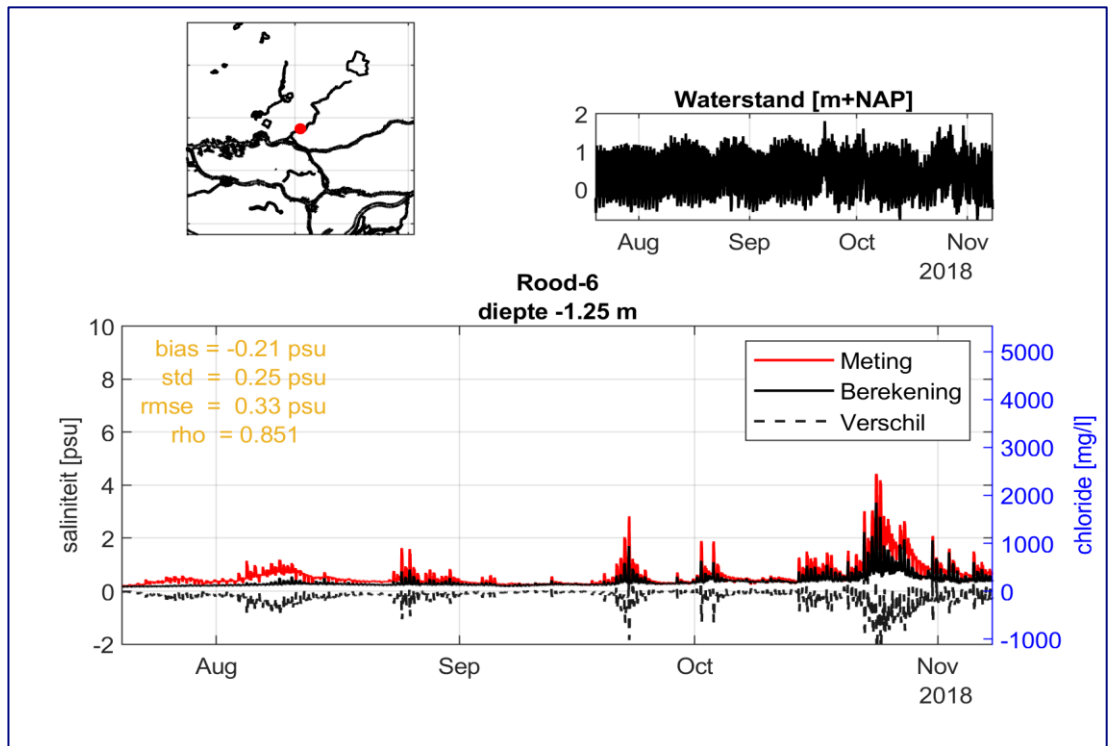 Waterstand [m+NAP]
2
1
0
Aug Sep Oct Nov
2018
Rood-6
diepte -1.25 m
bias = -0.21 psu
std = 0.25 psu
rmse = 0.33 psu
rho = 0.851
Meting
Berekening
Verschil
saliniteit [psu]
10
8
6
4
2
0
-2
chloride [mg/l]
5000
4000
3000
2000
1000
0
-1000
Aug Sep Oct Nov
2018